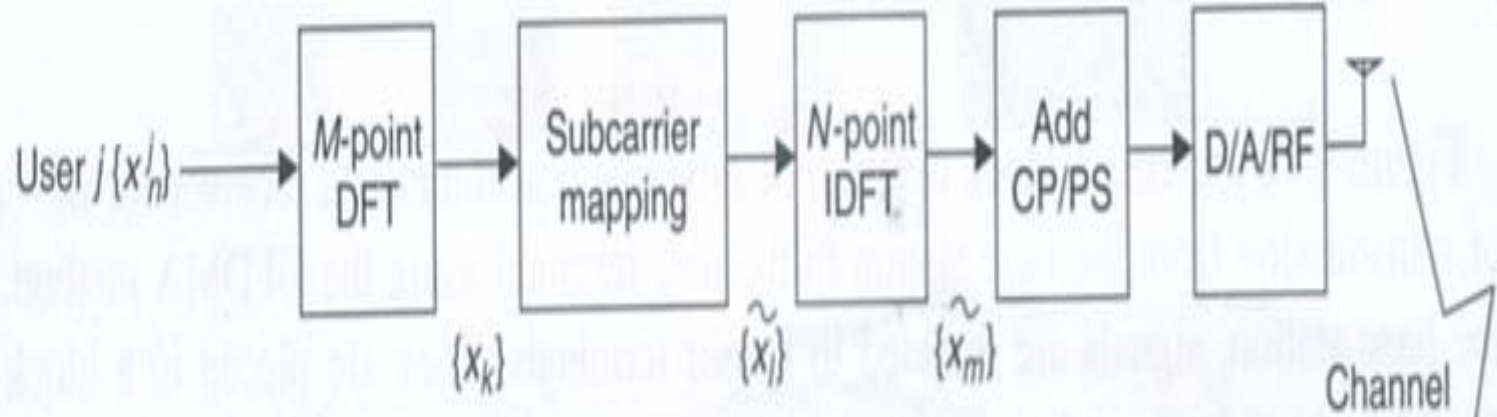 User j {x^j_n}
M-point
DFT
Subcarrier
mapping
N-point
IDFT
Add
CP/PS
D/A/RF
{x_k}
{x̃_l}
{x̃_m}
Channel